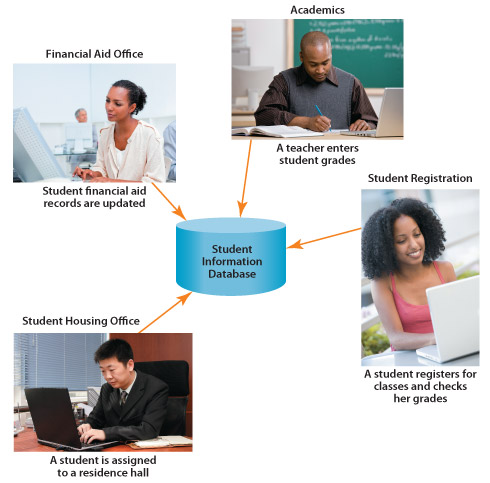 Academics
Financial Aid Office
A teacher enters
student grades
Student Registration
Student financial aid
records are updated
Student
Information
Database
Student Housing Office
A student registers for
classes and checks
her grades
A student is assigned
to a residence hall